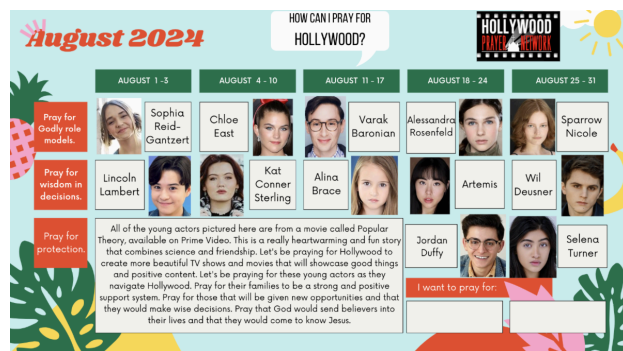 August 2024
HOW CAN I PRAY FOR
HOLLYWOOD?
HOLLYWOOD
PRAYER NETWORK
AUGUST 1 -3
AUGUST 4 - 10
AUGUST 11 - 17
AUGUST 18 - 24
AUGUST 25 - 31
Pray for
Godly role
models.
Sophia
Reid-
Gantzert
Chloe
East
Varak
Baronian
Alessandra
Rosenfeld
Sparrow
Nicole
Pray for
wisdom in
decisions.
Lincoln
Lambert
Kat
Conner
Sterling
Alina
Brace
Artemis
Wil
Deusner
Pray for
protection.
All of the young actors pictured here are from a movie called Popular
Theory, available on Prime Video. This is a really heartwarming and fun story
that combines science and friendship. Let's be praying for Hollywood to
create more beautiful TV shows and movies that will showcase good things
and positive content. Let's be praying for these young actors as they
navigate Hollywood. Pray for their families to be a strong and positive
support system. Pray for those that will be given new opportunities and that
they would make wise decisions. Pray that God would send believers into
their lives and that they would come to know Jesus.
Jordan
Duffy
Selena
Turner
I want to pray for: